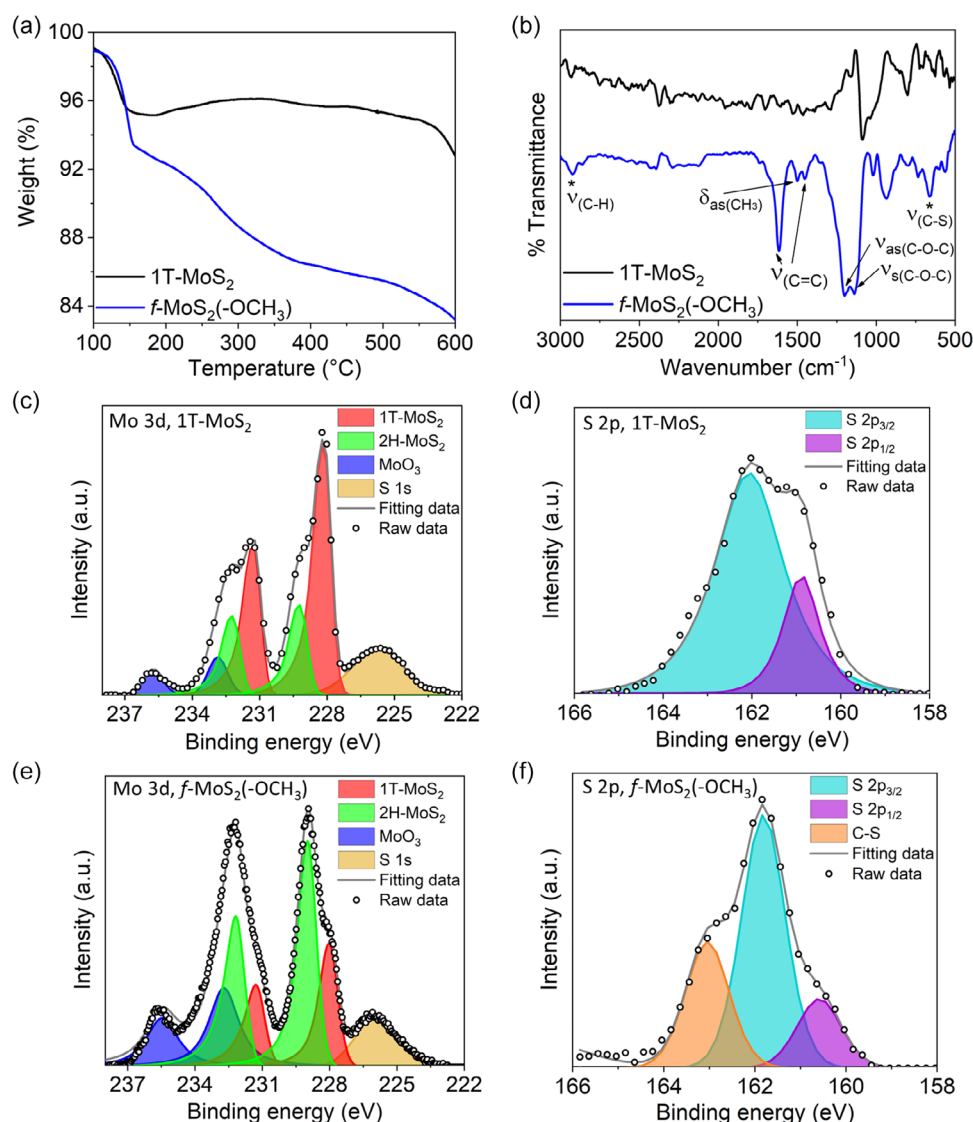 (a)
100
96
92
88
84
Weight (%)
1T-MoS₂
f-MoS₂(-OCH₃)
100 200 300 400 500 600
Temperature (°C)
(b)
% Transmittance
*
ν(C-H)
δas(CH₃)
ν(C=C)
*
ν(C-S)
νas(C-O-C)
νs(C-O-C)
1T-MoS₂
f-MoS₂(-OCH₃)
3000 2500 2000 1500 1000 500
Wavenumber (cm⁻¹)
(c)
Mo 3d, 1T-MoS₂
1T-MoS₂
2H-MoS₂
MoO₃
S 1s
Fitting data
Raw data
Intensity (a.u.)
237 234 231 228 225 222
Binding energy (eV)
(d)
S 2p, 1T-MoS₂
S 2p₃/₂
S 2p₁/₂
Fitting data
Raw data
Intensity (a.u.)
166 164 162 160 158
Binding energy (eV)
(e)
Mo 3d, f-MoS₂(-OCH₃)
1T-MoS₂
2H-MoS₂
MoO₃
S 1s
Fitting data
Raw data
Intensity (a.u.)
237 234 231 228 225 222
Binding energy (eV)
(f)
S 2p, f-MoS₂(-OCH₃)
S 2p₃/₂
S 2p₁/₂
C-S
Fitting data
Raw data
Intensity (a.u.)
166 164 162 160 158
Binding energy (eV)